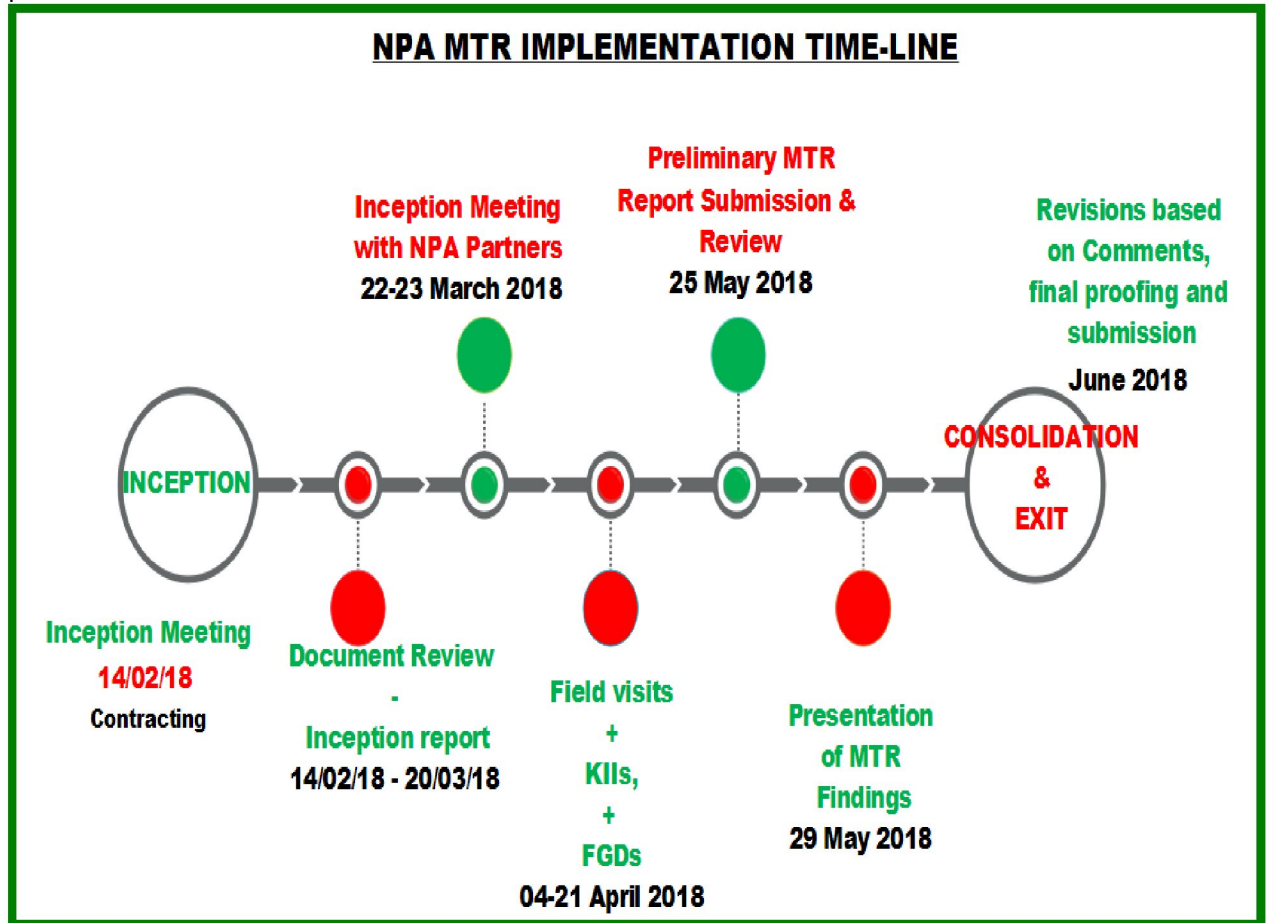 NPA MTR IMPLEMENTATION TIME-LINE
Inception Meeting
with NPA Partners
22-23 March 2018
Preliminary MTR
Report Submission &
Review
25 May 2018
Revisions based
on Comments,
final proofing and
submission
June 2018
INCEPTION
CONSOLIDATION
&
EXIT
Inception Meeting
14/02/18
Contracting
Document Review
-
Inception report
14/02/18 - 20/03/18
Field visits
+
KIIs,
+
FGDs
04-21 April 2018
Presentation
of MTR
Findings
29 May 2018